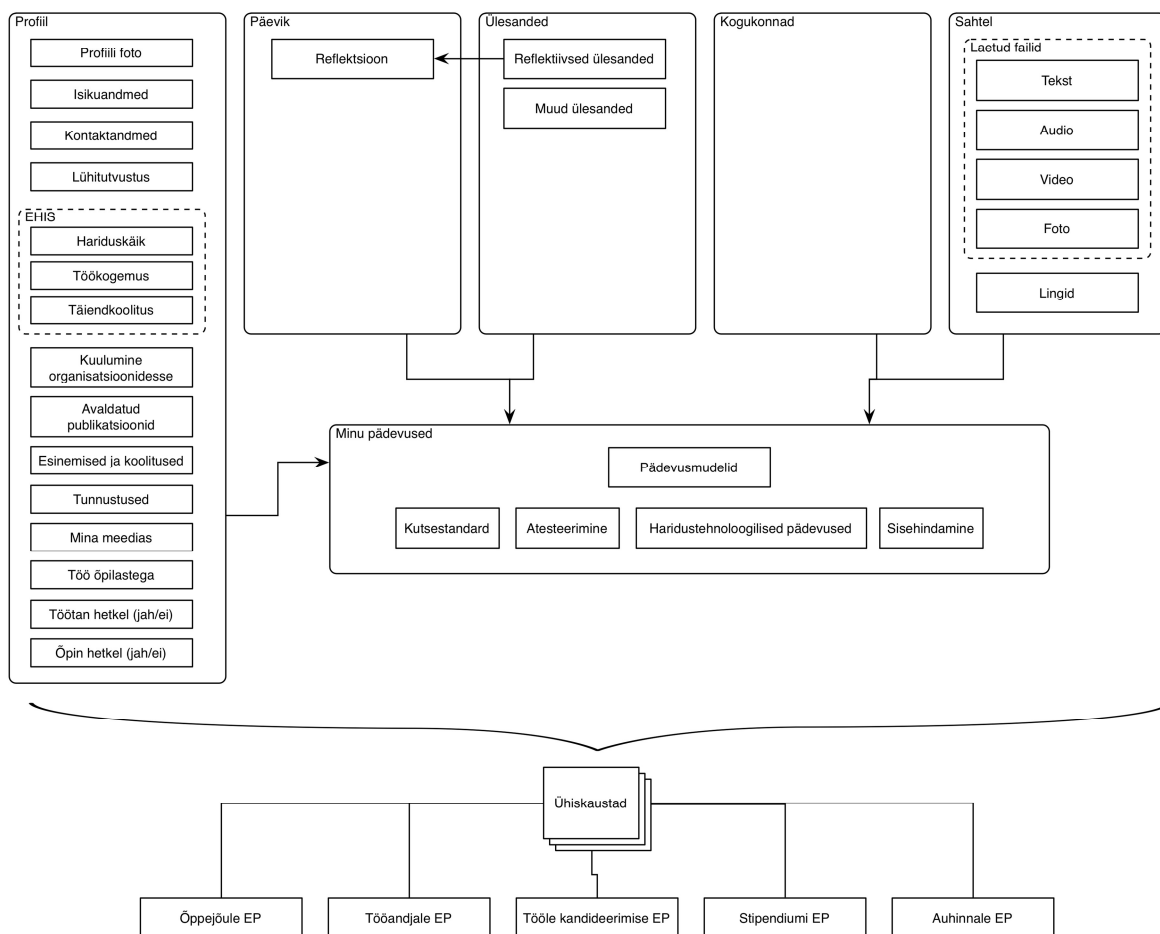 Profiil
Profiili foto
Isikuandmed
Kontaktandmed
Lühitutvustus
EHIS
Hariduskäik
Töökogemus
Täiendkoolitus
Kuulumine
organisatsioonidesse
Avaldatud
publikatsioonid
Esinemised ja koolitused
Tunnustused
Mina meedias
Töö õpilastega
Töötan hetkel (jah/ei)
Õpin hetkel (jah/ei)
Päevik
Reflektsioon
Ülesanded
Reflektiivsed ülesanded
Muud ülesanded
Kogukonnad
Sahtel
Laetud failid
Tekst
Audio
Video
Foto
Lingid
Minu pädevused
Pädevusmudelid
Kutsestandard
Atesteerimine
Haridustehnoloogilised pädevused
Sisehindamine
Ühiskaustad
Õppejõule EP
Tööandjale EP
Tööle kandideerimise EP
Stipendiumi EP
Auhinnale EP